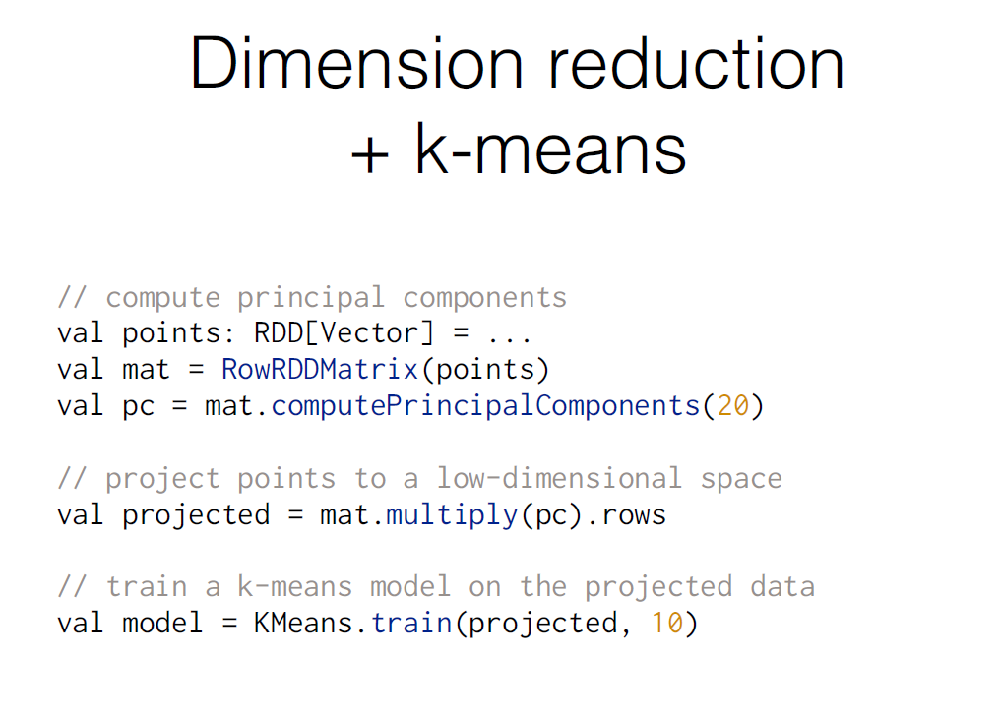 Dimension reduction
+ k-means
// compute principal components
val points: RDD[Vector] = ...
val mat = RowRDDMatrix(points)
val pc = mat.computePrincipalComponents(20)
// project points to a low-dimensional space
val projected = mat.multiply(pc).rows
// train a k-means model on the projected data
val model = KMeans.train(projected, 10)